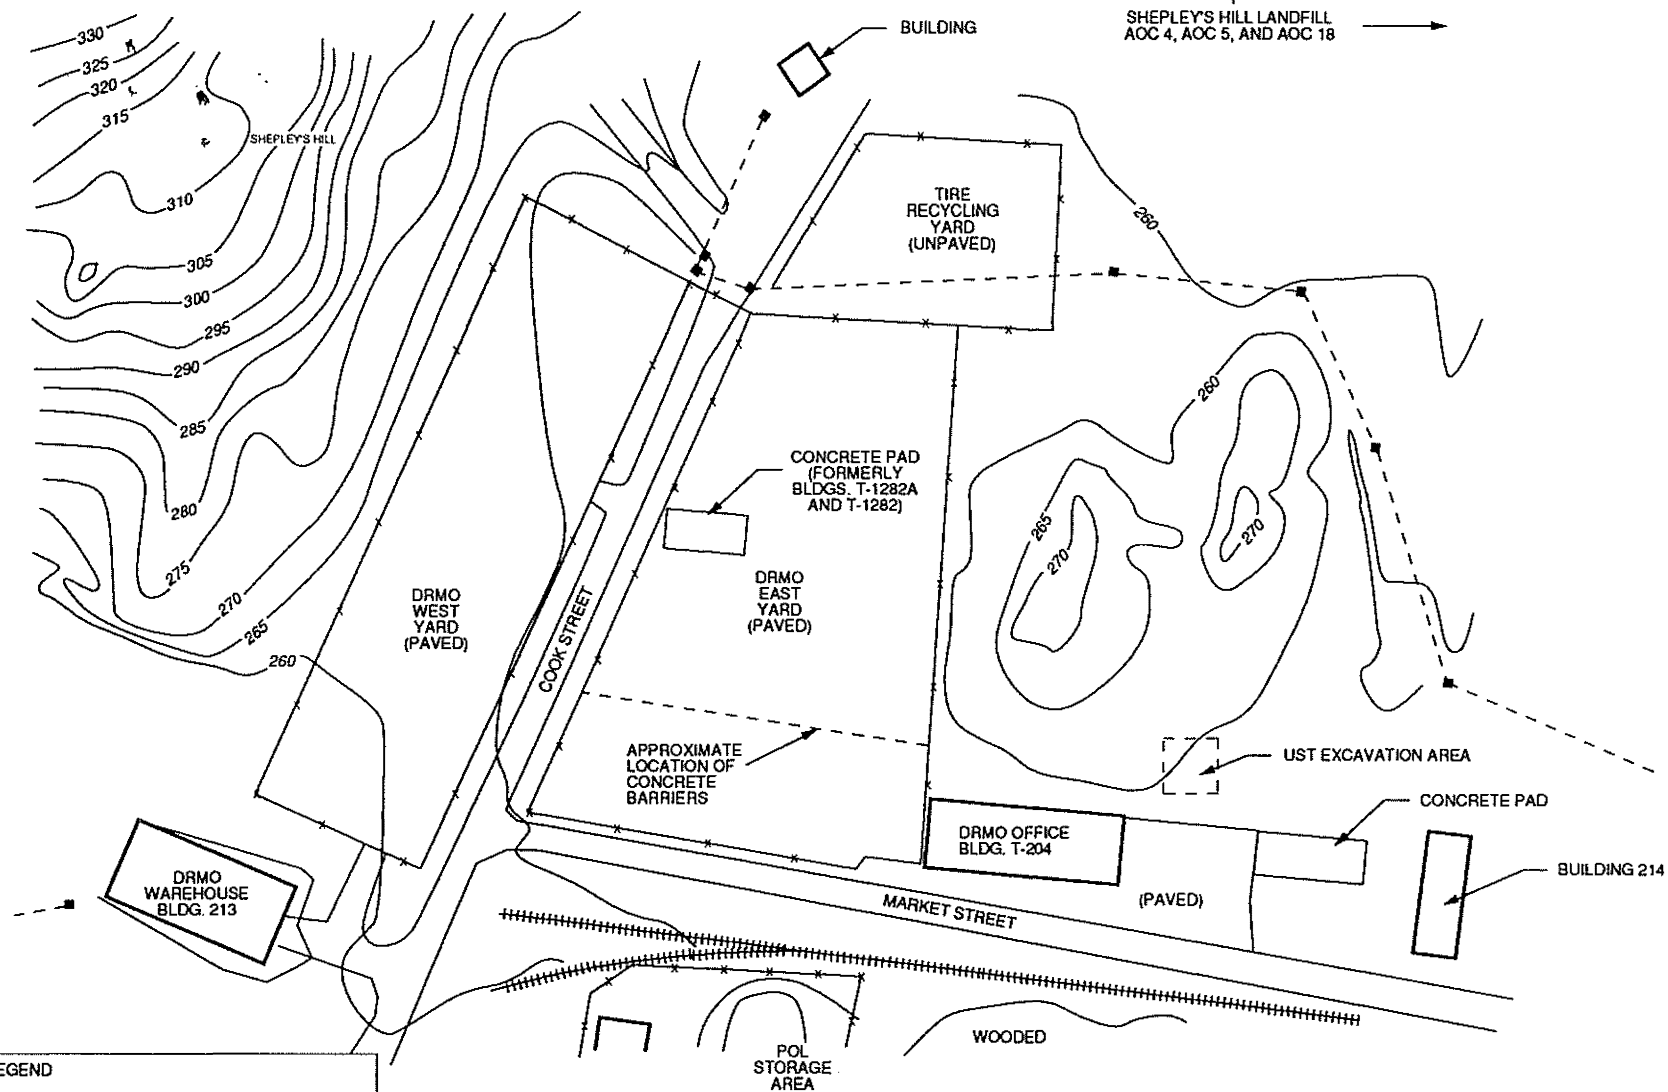 BUILDING
SHEPLEY'S HILL LANDFILL
AOC 4, AOC 5, AND AOC 18
330
325
320
315
SHEPLEY'S HILL
310
305
300
295
290
285
280
275
270
265
260
TIRE
RECYCLING
YARD
(UNPAVED)
260
260
CONCRETE PAD
(FORMERLY
BLDGS. T-1282A
AND T-1282)
265
270
270
DRMO
WEST
YARD
(PAVED)
COOK STREET
DRMO
EAST
YARD
(PAVED)
APPROXIMATE
LOCATION OF
CONCRETE
BARRIERS
UST EXCAVATION AREA
CONCRETE PAD
DRMO OFFICE
BLDG. T-204
BUILDING 214
DRMO
WAREHOUSE
BLDG. 213
(PAVED)
MARKET STREET
WOODED
POL
STORAGE
AREA
EGEND